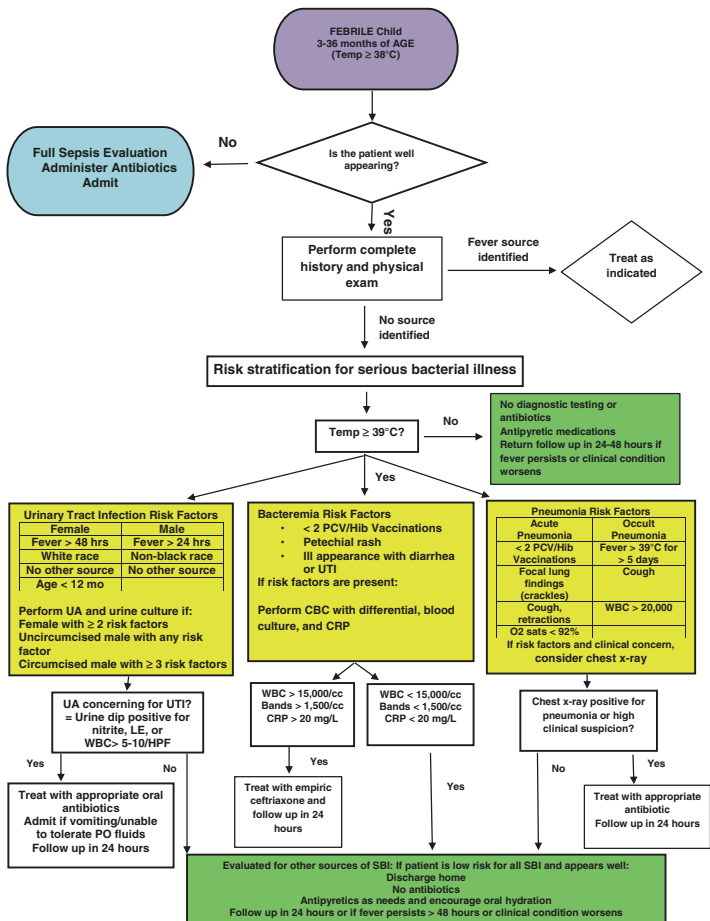 FEBRILE Child
3-36 months of AGE
(Temp ≥ 38°C)
Is the patient well
appearing?
No
Full Sepsis Evaluation
Administer Antibiotics
Admit
Yes
Perform complete
history and physical
exam
Fever source
identified
Treat as
indicated
No source
identified
Risk stratification for serious bacterial illness
Temp ≥ 39°C?
No
No diagnostic testing or
antibiotics
Antipyretic medications
Return follow up in 24-48 hours if
fever persists or clinical condition
worsens
Yes
Urinary Tract Infection Risk Factors
Female Male
Fever > 48 hrs Fever > 24 hrs
White race Non-black race
No other source No other source
Age < 12 mo
Perform UA and urine culture if:
Female with ≥ 2 risk factors
Uncircumcised male with any risk
factor
Circumcised male with ≥ 3 risk factors
Bacteremia Risk Factors
• < 2 PCV/Hib Vaccinations
• Petechial rash
• Ill appearance with diarrhea
or UTI
If risk factors are present:
Perform CBC with differential, blood
culture, and CRP
Pneumonia Risk Factors
Acute
Pneumonia
Occult
Pneumonia
< 2 PCV/Hib
Vaccinations
Fever > 39°C for
> 5 days
Focal lung
findings
(crackles)
Cough
Cough,
retractions
WBC > 20,000
O2 sats < 92%
If risk factors and clinical concern,
consider chest x-ray
UA concerning for UTI?
= Urine dip positive for
nitrite, LE, or
WBC> 5-10/HPF
WBC > 15,000/cc
Bands > 1,500/cc
CRP > 20 mg/L
WBC < 15,000/cc
Bands < 1,500/cc
CRP < 20 mg/L
Chest x-ray positive for
pneumonia or high
clinical suspicion?
Yes
No
Yes
Yes
No
Yes
Treat with appropriate oral
antibiotics
Admit if vomiting/unable
to tolerate PO fluids
Follow up in 24 hours
Treat with empiric
ceftriaxone and
follow up in 24
hours
Treat with appropriate
antibiotic
Follow up in 24 hours
Evaluated for other sources of SBI: If patient is low risk for all SBI and appears well:
Discharge home
No antibiotics
Antipyretics as needs and encourage oral hydration
Follow up in 24 hours or if fever persists > 48 hours or clinical condition worsens